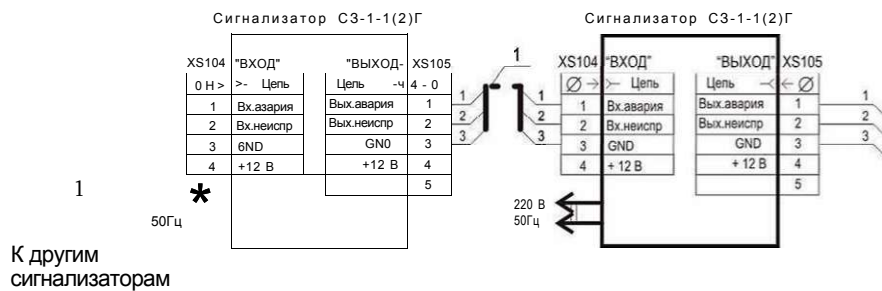 Сигнализатор СЗ-1-1(2)Г
Сигнализатор СЗ-1-1(2)Г
XS104 "ВХОД" "ВЫХОД- XS105
0 Н > >- Цепь Цепь -ч 4 - 0
1 Вх.азария Вых.авария 1
2 Вх.неиспр Вых.неиспр 2
3 6ND GN0 3
4 +12 В +12 В 4
5
1
2
3
1
1
2
3
XS104 "ВХОД" "ВЫХОД" XS105
Ø → >— Цепь Цепь —< ← Ø
1 Вх.авария Вых.авария 1
2 Вх.неиспр Вых.неиспр 2
3 GND GND 3
4 + 12 В + 12 В 4
5
1
2
3
1
*
50Гц
220 В
50Гц
К другим
сигнализаторам